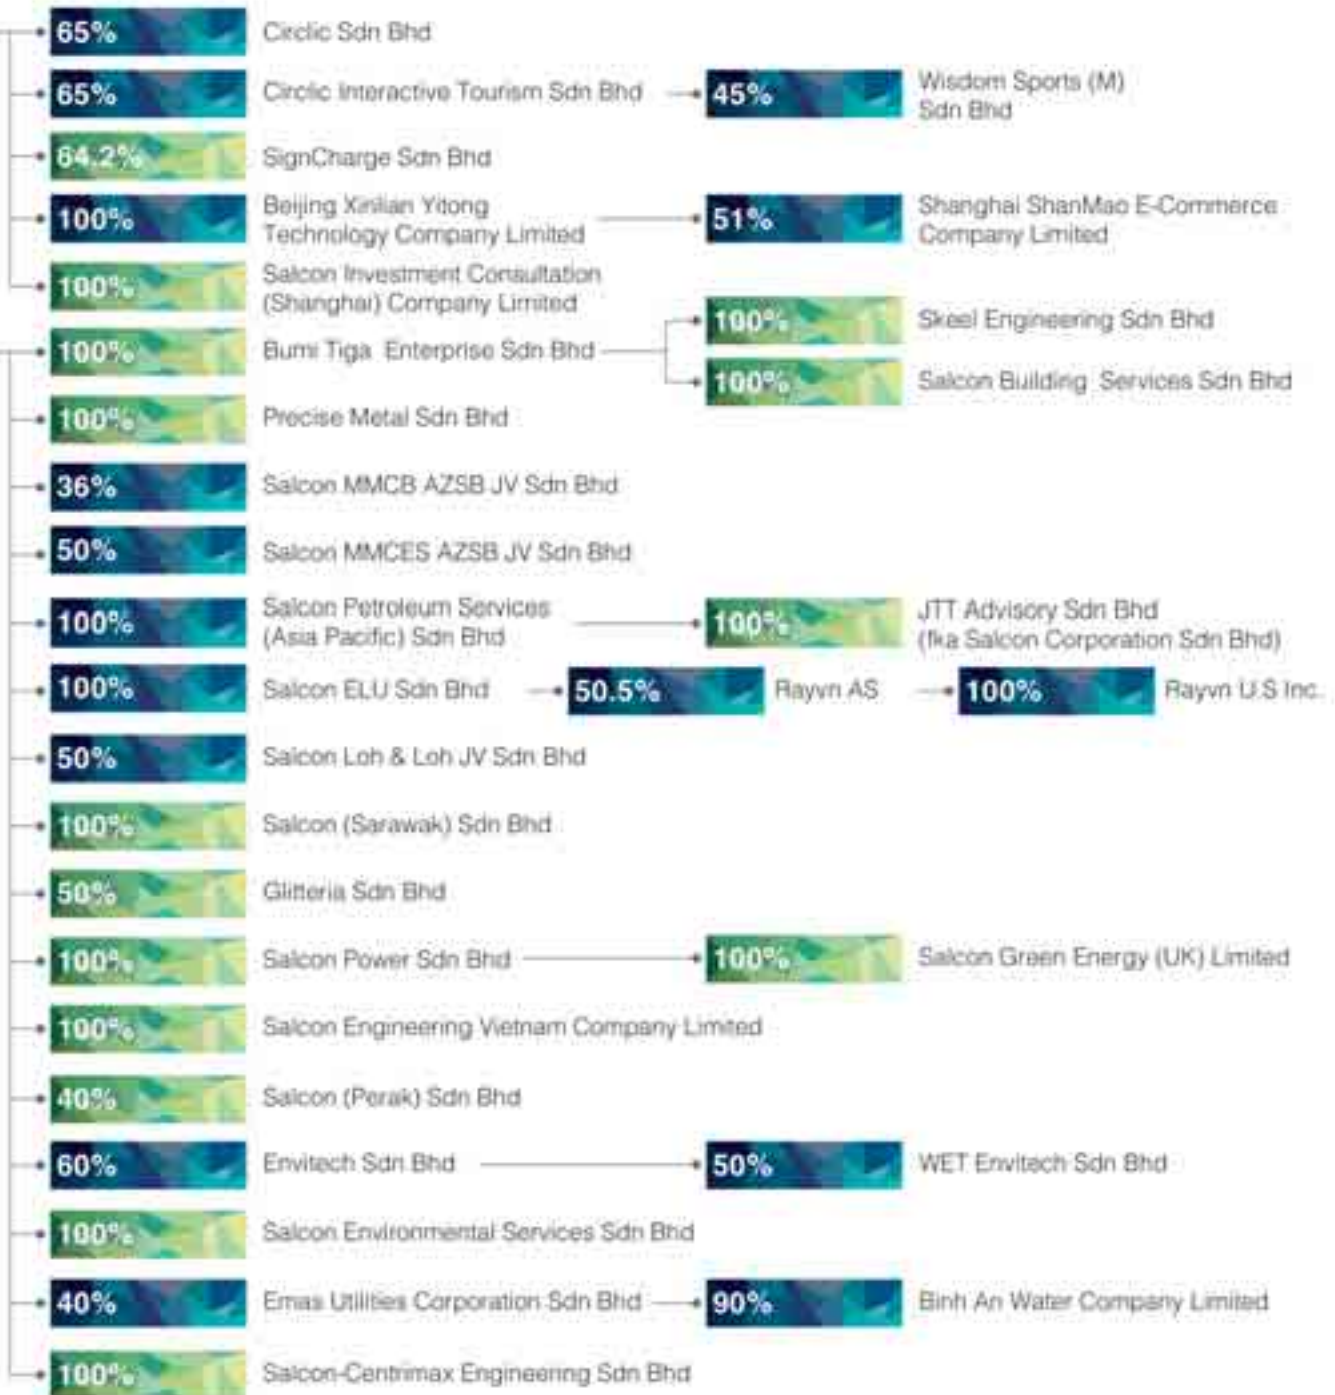 65% Circlic Sdn Bhd
65% Circlic Interactive Tourism Sdn Bhd 45% Wisdom Sports (M)
Sdn Bhd
64.2% SignCharge Sdn Bhd
Beijing Xinlian Yitong
100% Technology Company Limited 51% Shanghai ShanMao E-Commerce
Company Limited
100% Salcon Investment Consultation
(Shanghai) Company Limited
100% Skeel Engineering Sdn Bhd
100% Bumi Tiga Enterprise Sdn Bhd
100% Salcon Building Services Sdn Bhd
100% Precise Metal Sdn Bhd
36% Salcon MMCB AZSB JV Sdn Bhd
50% Salcon MMCES AZSB JV Sdn Bhd
100% Salcon Petroleum Services
(Asia Pacific) Sdn Bhd
100% JTT Advisory Sdn Bhd
(fka Salcon Corporation Sdn Bhd)
100% Salcon ELU Sdn Bhd 50.5% Rayvn AS 100% Rayvn U.S Inc.
50% Salcon Loh & Loh JV Sdn Bhd
100% Salcon (Sarawak) Sdn Bhd
50% Glitteria Sdn Bhd
100% Salcon Power Sdn Bhd 100% Salcon Green Energy (UK) Limited
100% Salcon Engineering Vietnam Company Limited
40% Salcon (Perak) Sdn Bhd
60% Envitech Sdn Bhd 50% WET Envitech Sdn Bhd
100% Salcon Environmental Services Sdn Bhd
40% Emas Utilities Corporation Sdn Bhd 90% Binh An Water Company Limited
100% Salcon-Centrimax Engineering Sdn Bhd